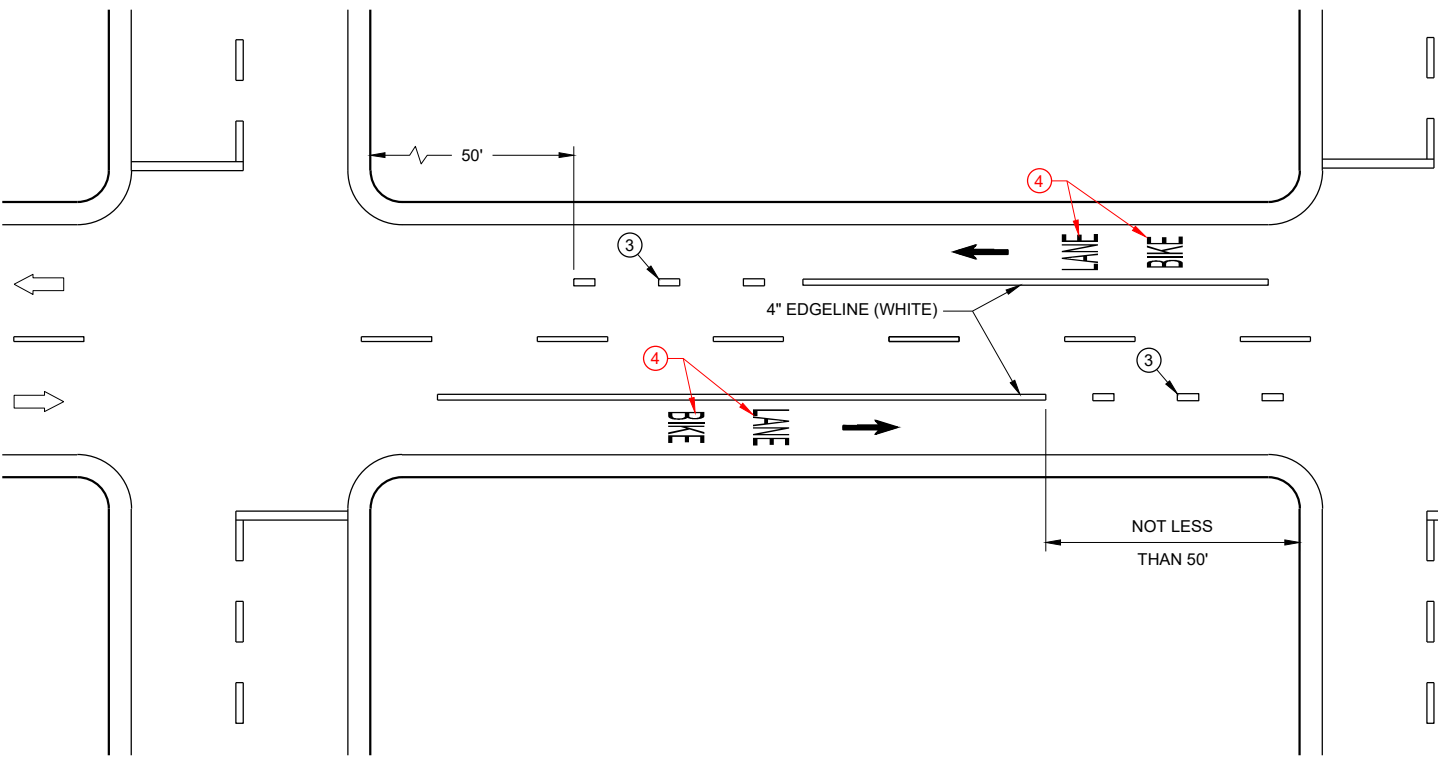 50'
4
LANE
BIKE
3
4" EDGELINE (WHITE)
4
3
BIKE
LANE
NOT LESS
THAN 50'